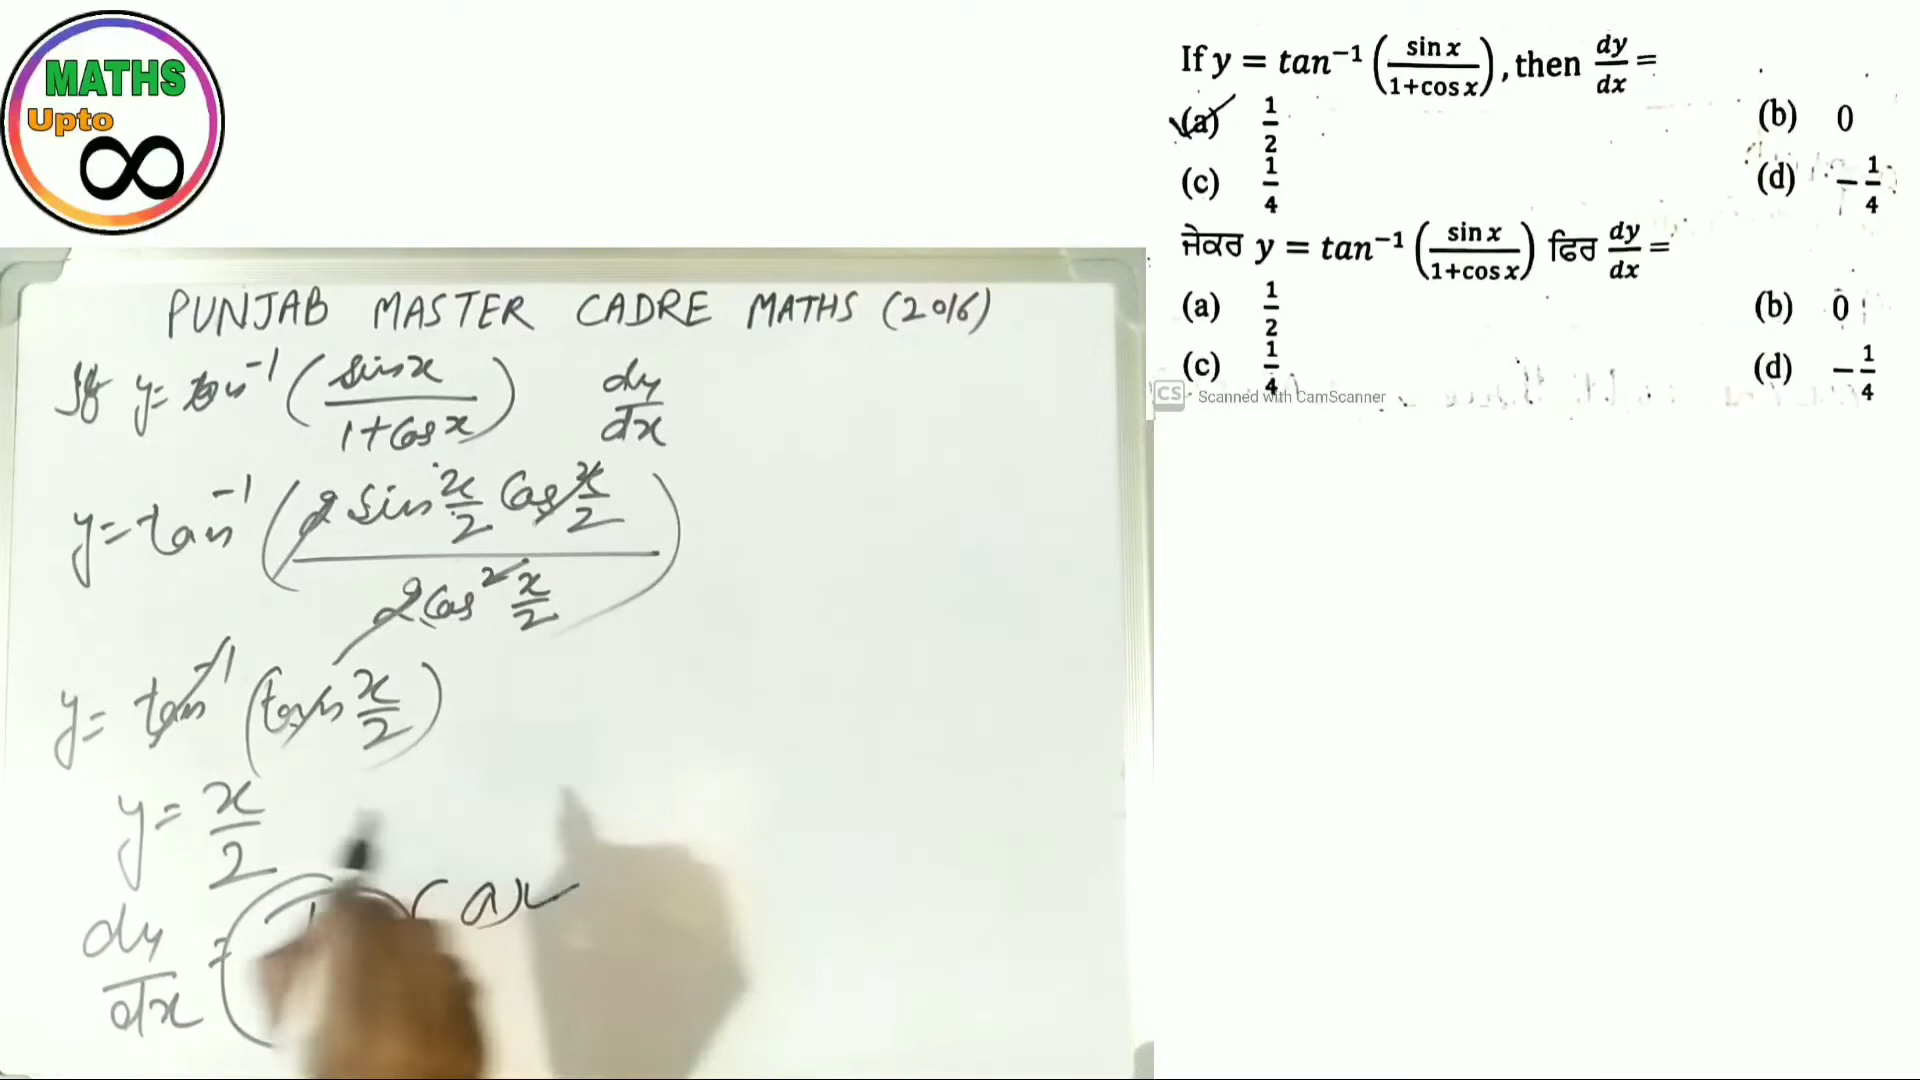 MATHS
Upto
∞
If y = tan⁻¹ (sin x / 1+cos x), then dy/dx =
(a) 1/2 (b) 0
(c) 1/4 (d) −1/4
ਜੇਕਰ y = tan⁻¹ (sin x / 1+cos x) ਫਿਰ dy/dx =
(a) 1/2 (b) 0
(c) 1/4 (d) −1/4
CS Scanned with CamScanner
PUNJAB MASTER CADRE MATHS (2016)
If y = tan⁻¹ (sin x / 1+cos x) dy/dx
y = tan⁻¹ (2 sin x/2 cos x/2 / 2 cos² x/2)
y = tan⁻¹ (tan x/2)
y = x/2
dy/dx = 1 (a)